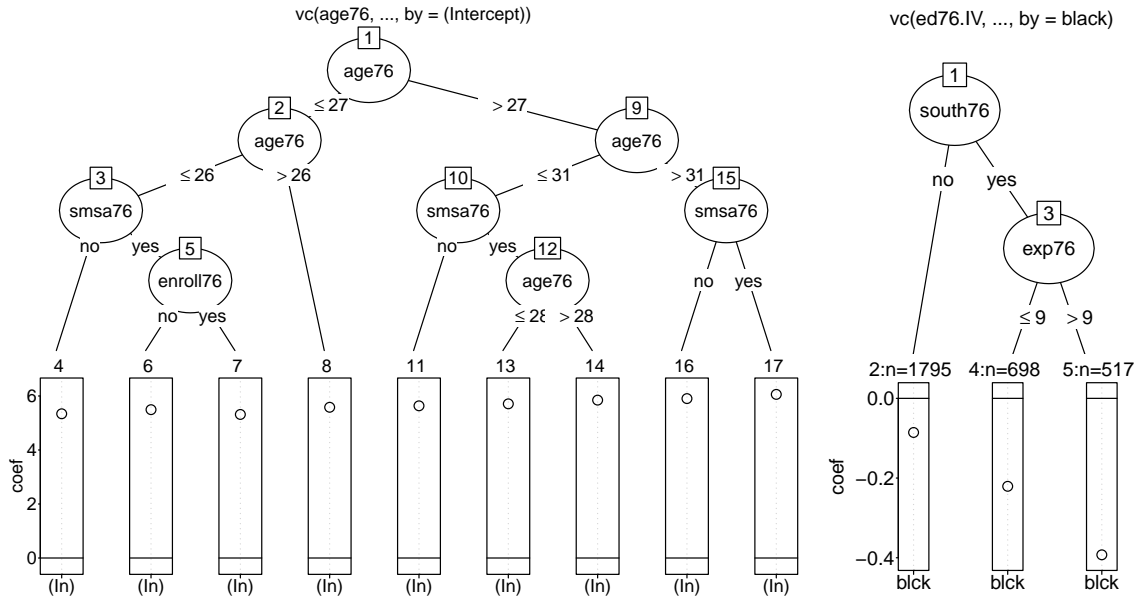 vc(age76, ..., by = (Intercept))
1
age76
≤ 27
> 27
2
age76
9
age76
≤ 26
> 26
≤ 31
> 31
3
smsa76
10
smsa76
15
smsa76
no
yes
no
yes
no
yes
5
enroll76
12
age76
no
yes
≤ 28
> 28
4
6
7
8
11
13
14
16
17
coef
6
4
2
0
(In)
(In)
(In)
(In)
(In)
(In)
(In)
(In)
(In)
vc(ed76.IV, ..., by = black)
1
south76
no
yes
3
exp76
≤ 9
> 9
2:n=1795
4:n=698
5:n=517
coef
0.0
−0.2
−0.4
blck
blck
blck